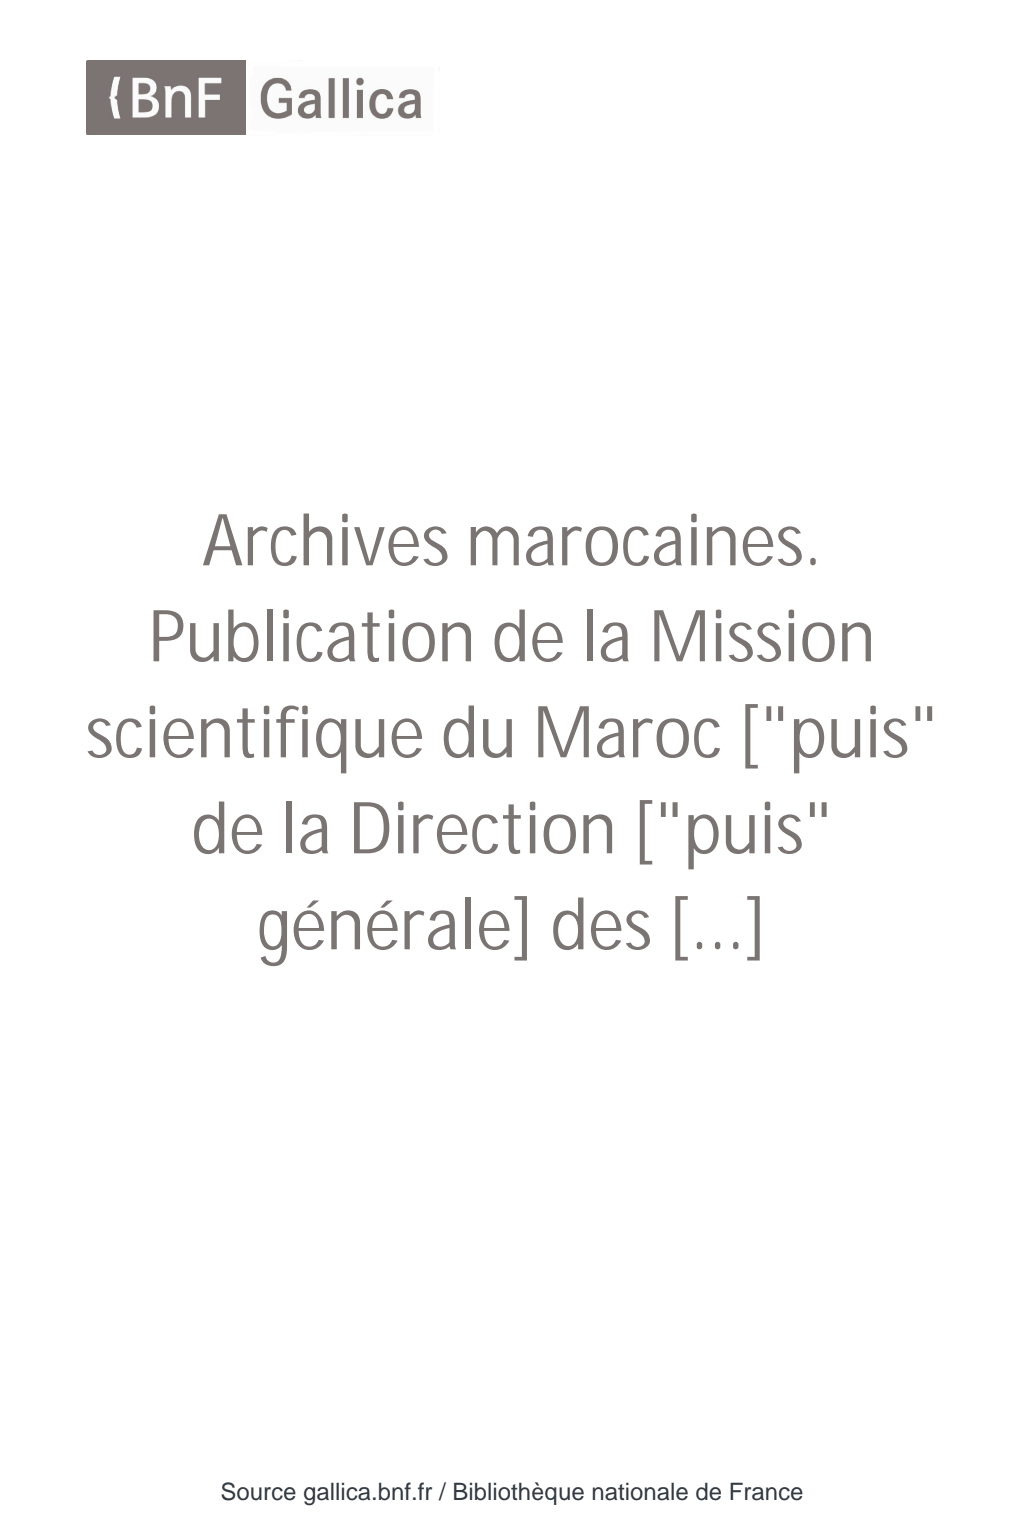 {BnF Gallica
Archives marocaines.
Publication de la Mission
scientifique du Maroc ["puis"
de la Direction ["puis"
générale] des [...]
Source gallica.bnf.fr / Bibliothèque nationale de France